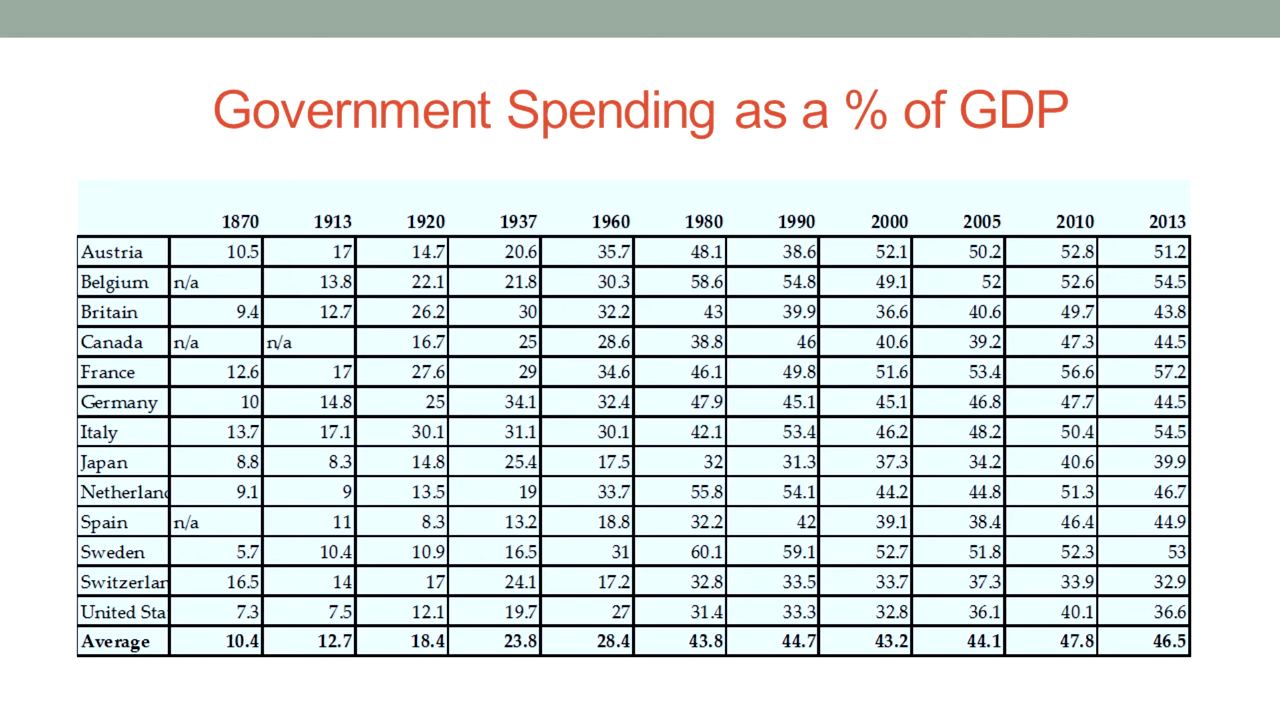 Government Spending as a % of GDP
1870 1913 1920 1937 1960 1980 1990 2000 2005 2010 2013
Austria 10.5 17 14.7 20.6 35.7 48.1 38.6 52.1 50.2 52.8 51.2
Belgium n/a 13.8 22.1 21.8 30.3 58.6 54.8 49.1 52 52.6 54.5
Britain 9.4 12.7 26.2 30 32.2 43 39.9 36.6 40.6 49.7 43.8
Canada n/a n/a 16.7 25 28.6 38.8 46 40.6 39.2 47.3 44.5
France 12.6 17 27.6 29 34.6 46.1 49.8 51.6 53.4 56.6 57.2
Germany 10 14.8 25 34.1 32.4 47.9 45.1 45.1 46.8 47.7 44.5
Italy 13.7 17.1 30.1 31.1 30.1 42.1 53.4 46.2 48.2 50.4 54.5
Japan 8.8 8.3 14.8 25.4 17.5 32 31.3 37.3 34.2 40.6 39.9
Netherland 9.1 9 13.5 19 33.7 55.8 54.1 44.2 44.8 51.3 46.7
Spain n/a 11 8.3 13.2 18.8 32.2 42 39.1 38.4 46.4 44.9
Sweden 5.7 10.4 10.9 16.5 31 60.1 59.1 52.7 51.8 52.3 53
Switzerlan 16.5 14 17 24.1 17.2 32.8 33.5 33.7 37.3 33.9 32.9
United Sta 7.3 7.5 12.1 19.7 27 31.4 33.3 32.8 36.1 40.1 36.6
Average 10.4 12.7 18.4 23.8 28.4 43.8 44.7 43.2 44.1 47.8 46.5